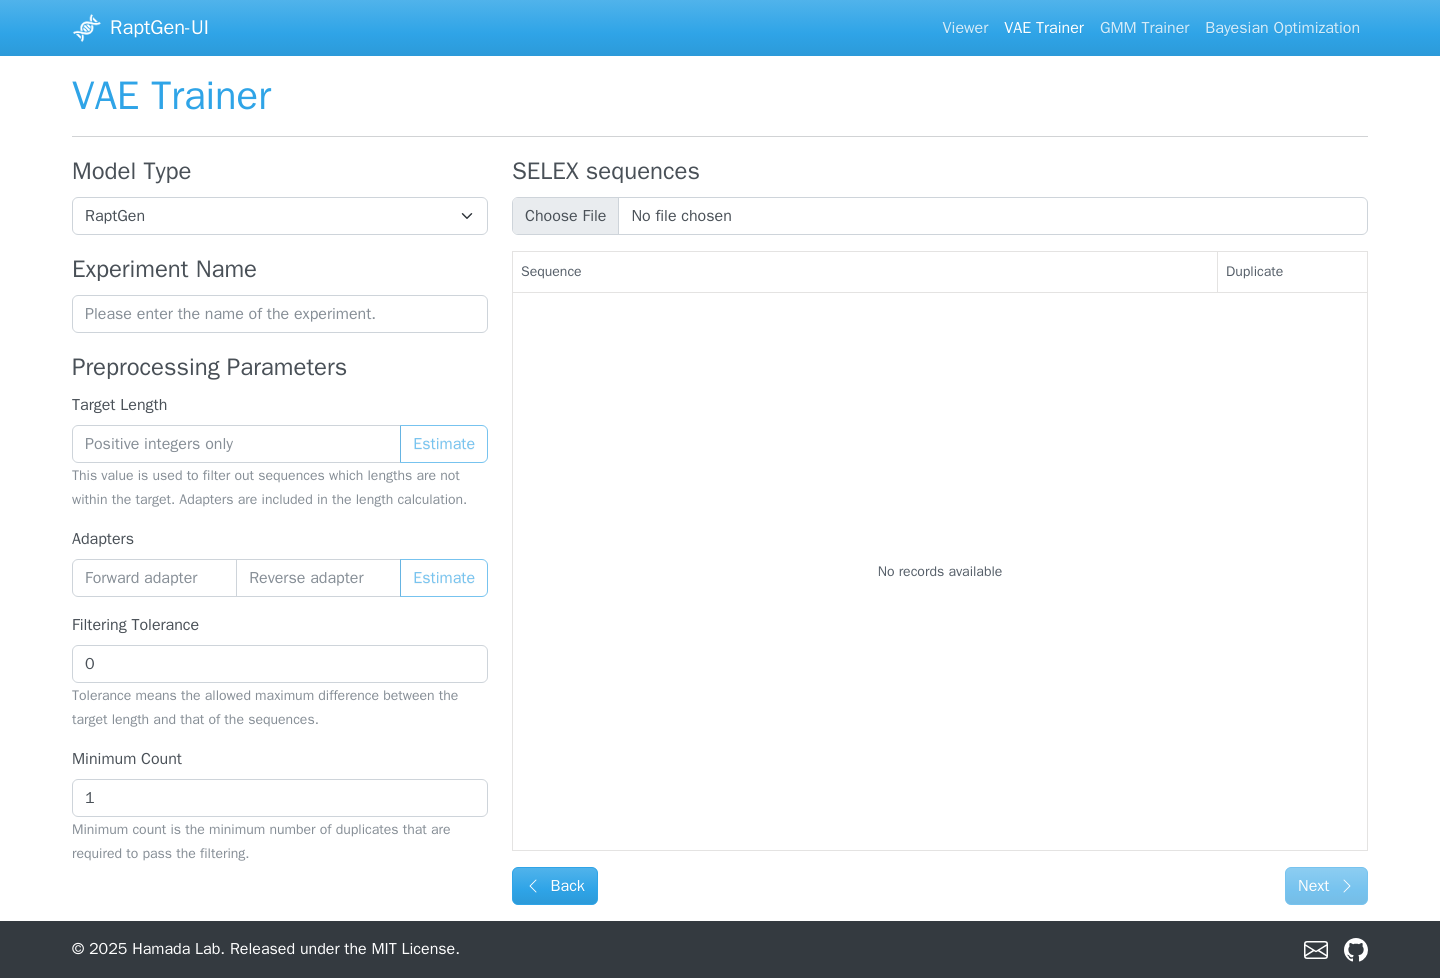 RaptGen-UI
Viewer
VAE Trainer
GMM Trainer
Bayesian Optimization
VAE Trainer
Model Type
RaptGen
Experiment Name
Please enter the name of the experiment.
Preprocessing Parameters
Target Length
Positive integers only
Estimate
This value is used to filter out sequences which lengths are not
within the target. Adapters are included in the length calculation.
Adapters
Forward adapter
Reverse adapter
Estimate
Filtering Tolerance
0
Tolerance means the allowed maximum difference between the
target length and that of the sequences.
Minimum Count
1
Minimum count is the minimum number of duplicates that are
required to pass the filtering.
SELEX sequences
Choose File
No file chosen
Sequence
Duplicate
No records available
Back
Next
© 2025 Hamada Lab. Released under the MIT License.